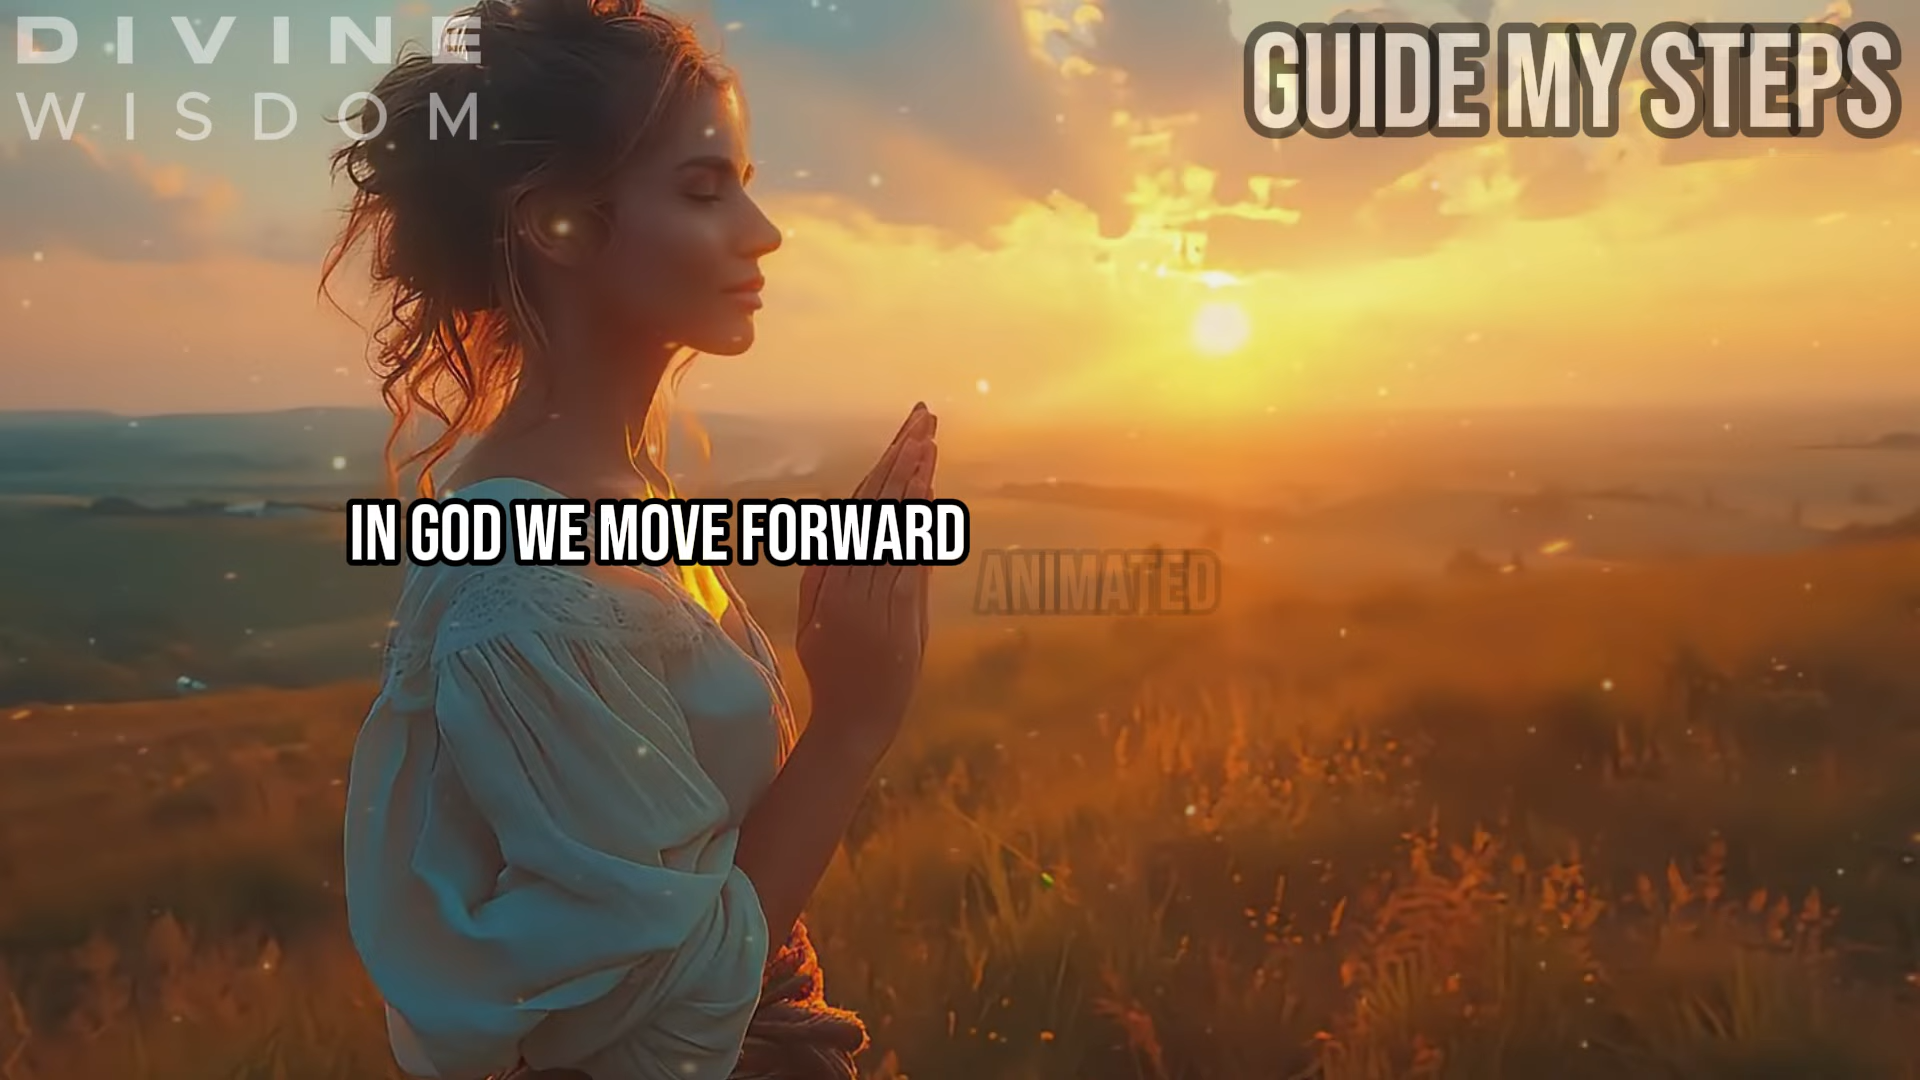 DIVINE
WISDOM
GUIDE MY STEPS
IN GOD WE MOVE FORWARD
ANIMATED